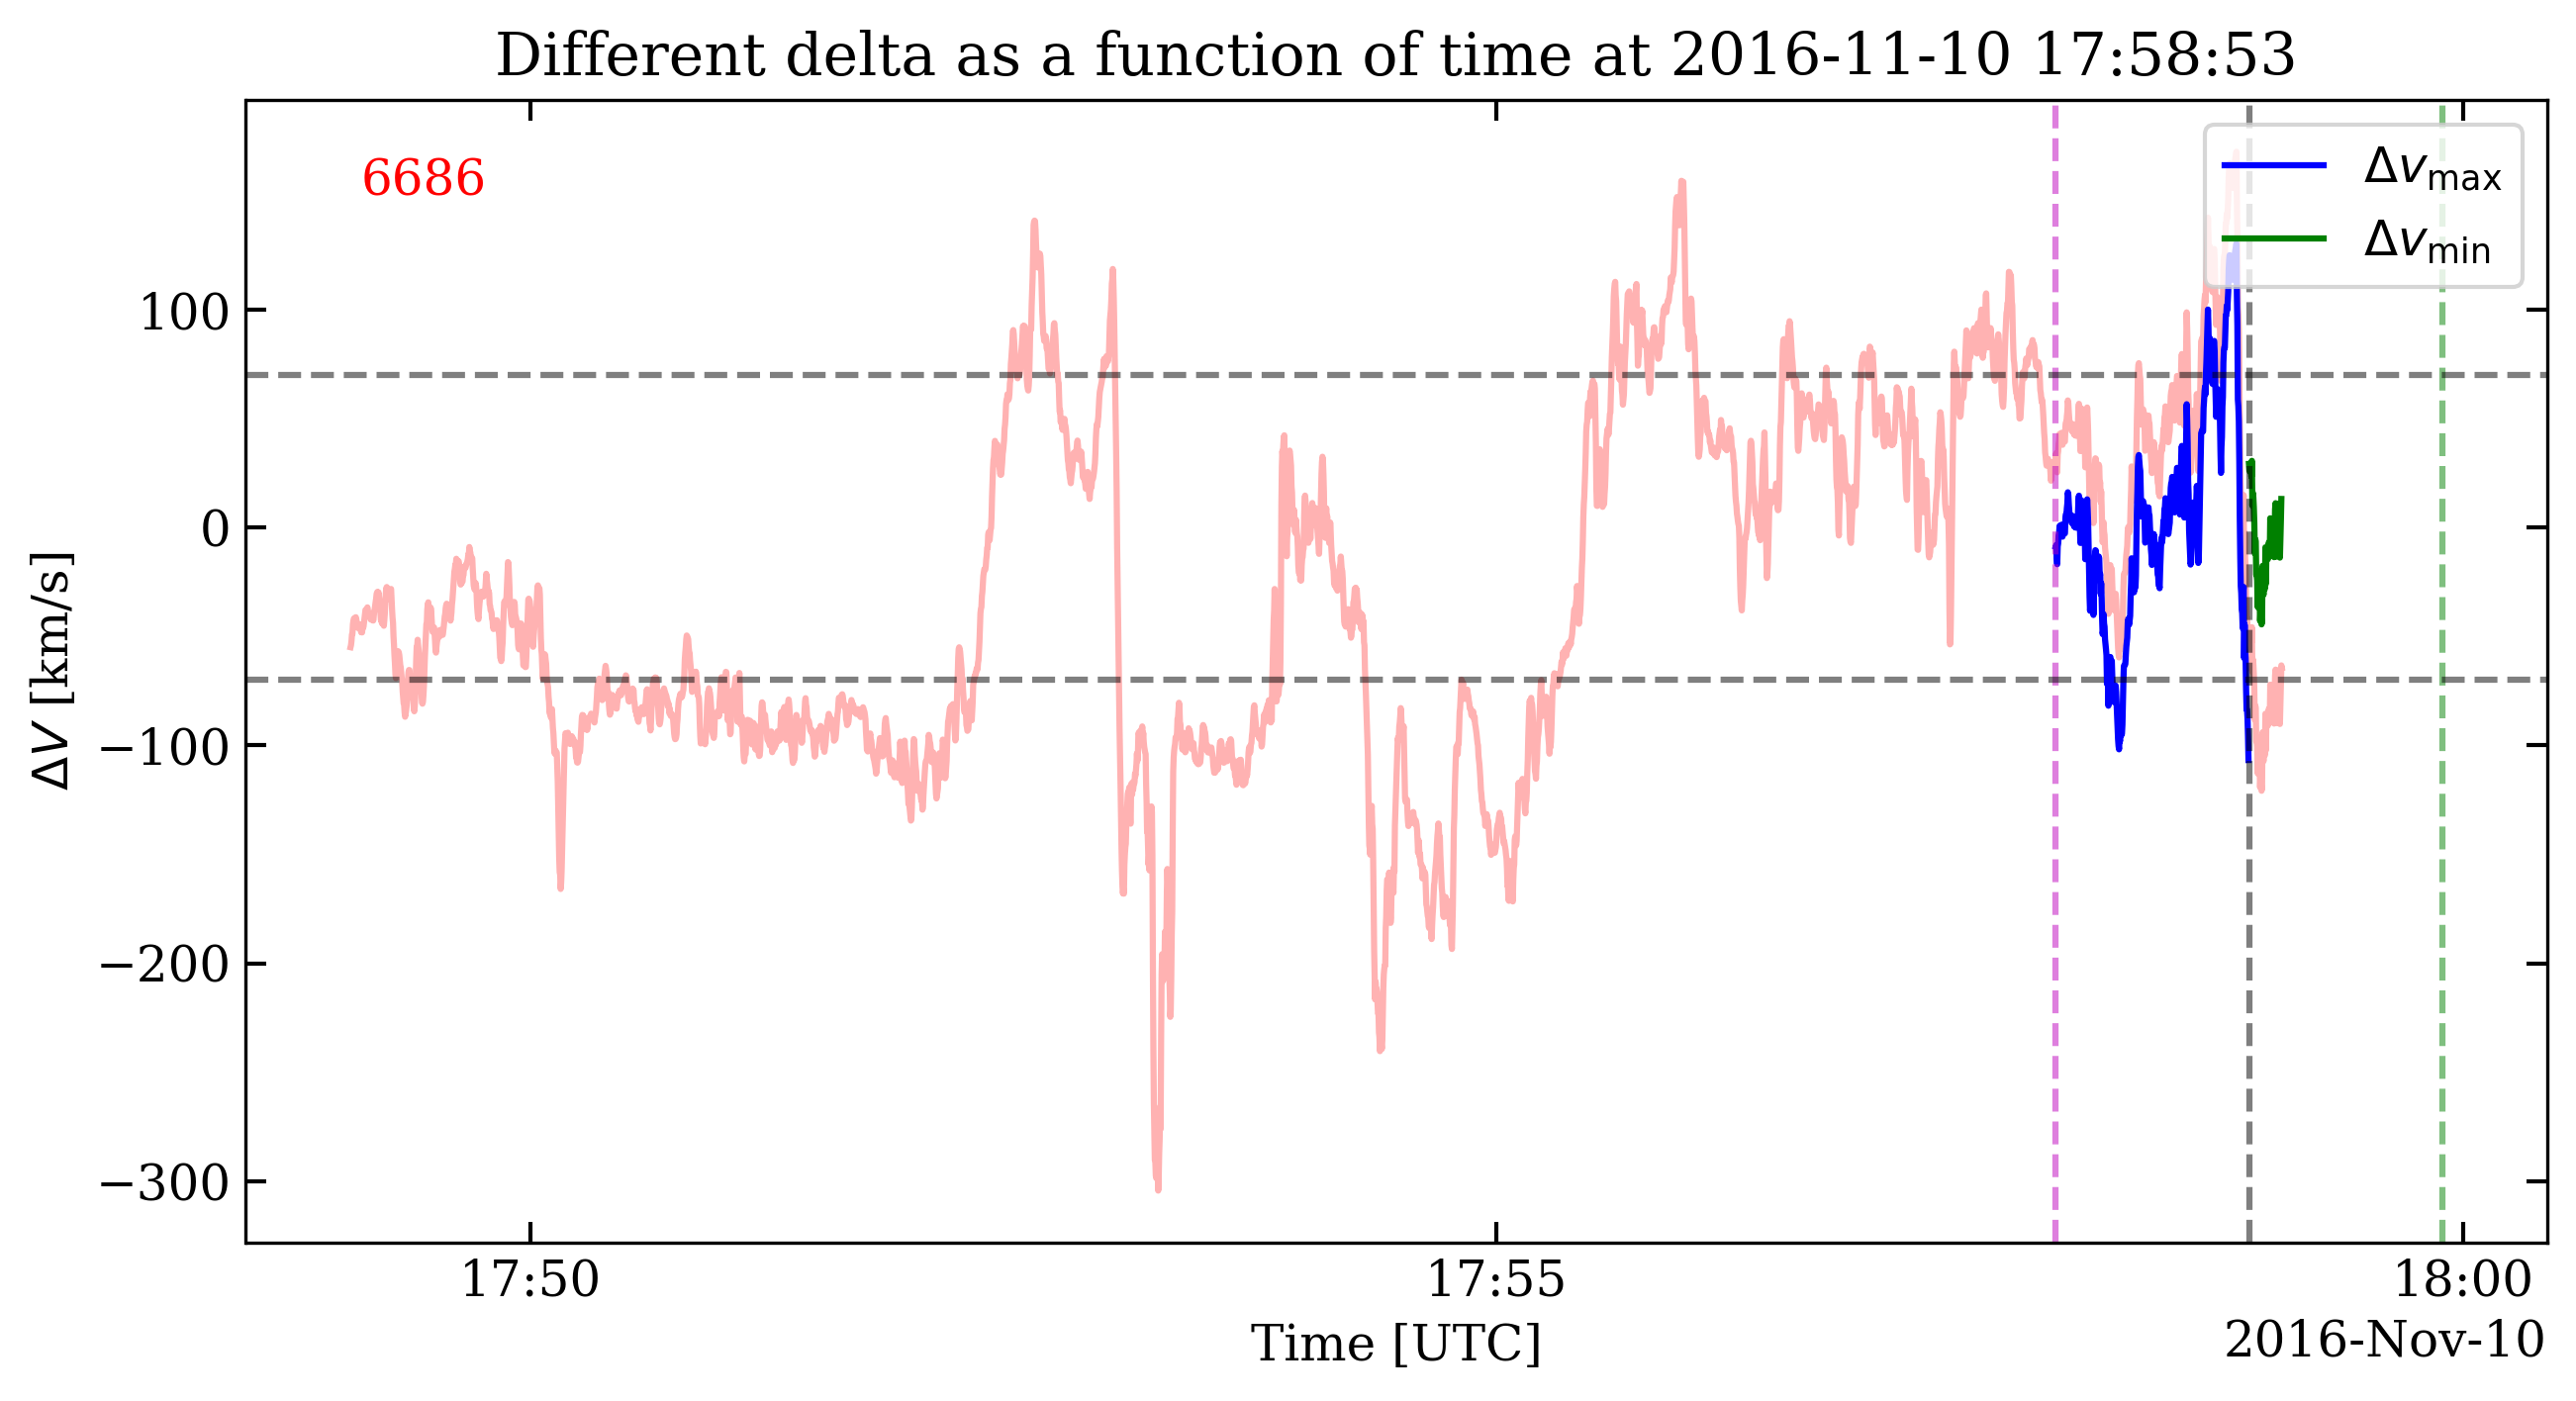 Different delta as a function of time at 2016-11-10 17:58:53
6686
Δv_max
Δv_min
100
0
−100
−200
−300
ΔV [km/s]
17:50 17:55 18:00
Time [UTC]
2016-Nov-10